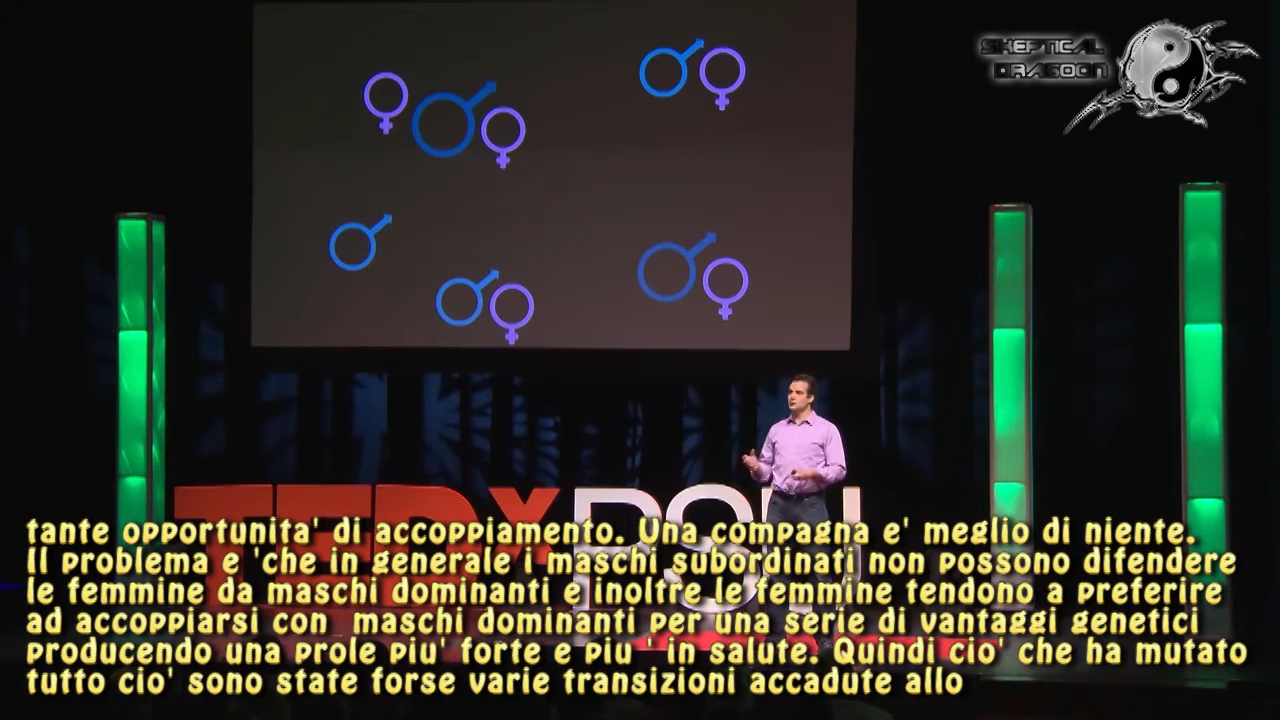 SKEPTICAL
DRAGOON
TEDxPSU
tante opportunita' di accoppiamento. Una compagna e' meglio di niente.
Il problema e 'che in generale i maschi subordinati non possono difendere
le femmine da maschi dominanti e inoltre le femmine tendono a preferire
ad accoppiarsi con maschi dominanti per una serie di vantaggi genetici
producendo una prole piu' forte e piu ' in salute. Quindi cio' che ha mutato
tutto cio' sono state forse varie transizioni accadute allo